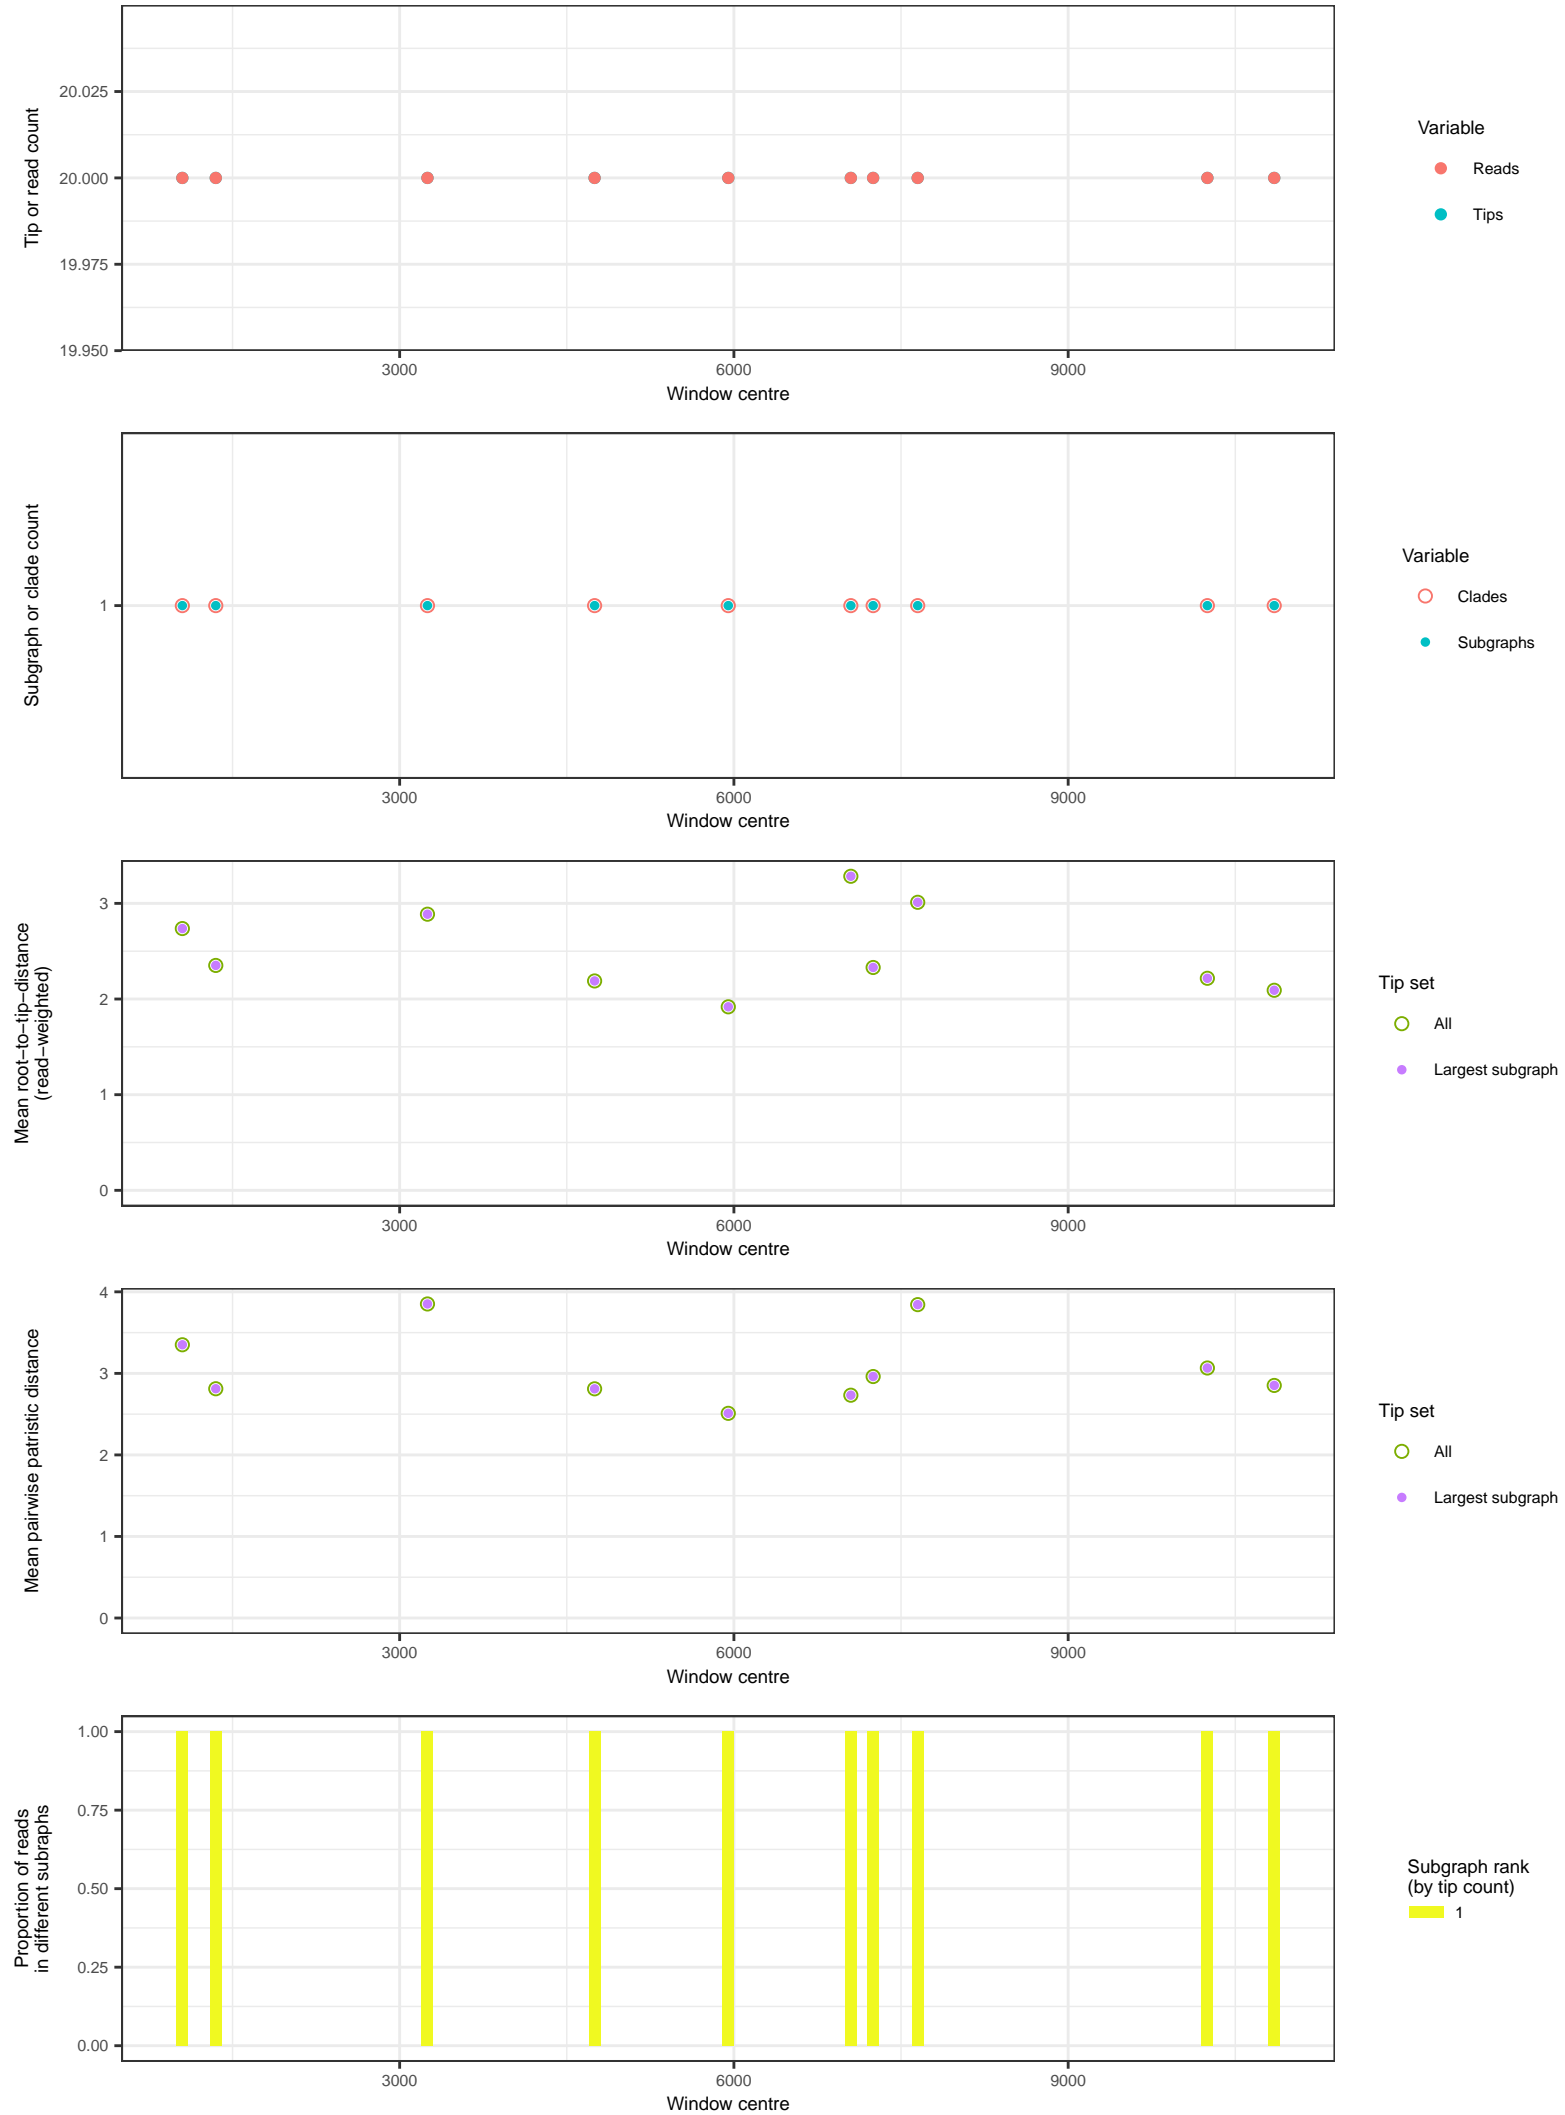 Tip or read count
20.025
20.000
19.975
19.950
3000 6000 9000
Window centre
Variable
Reads
Tips
Subgraph or clade count
1
3000 6000 9000
Window centre
Variable
Clades
Subgraphs
Mean root−to−tip−distance
(read−weighted)
3
2
1
0
3000 6000 9000
Window centre
Tip set
All
Largest subgraph
Mean pairwise patristic distance
4
3
2
1
0
3000 6000 9000
Window centre
Tip set
All
Largest subgraph
Proportion of reads
in different subraphs
1.00
0.75
0.50
0.25
0.00
3000 6000 9000
Window centre
Subgraph rank
(by tip count)
1